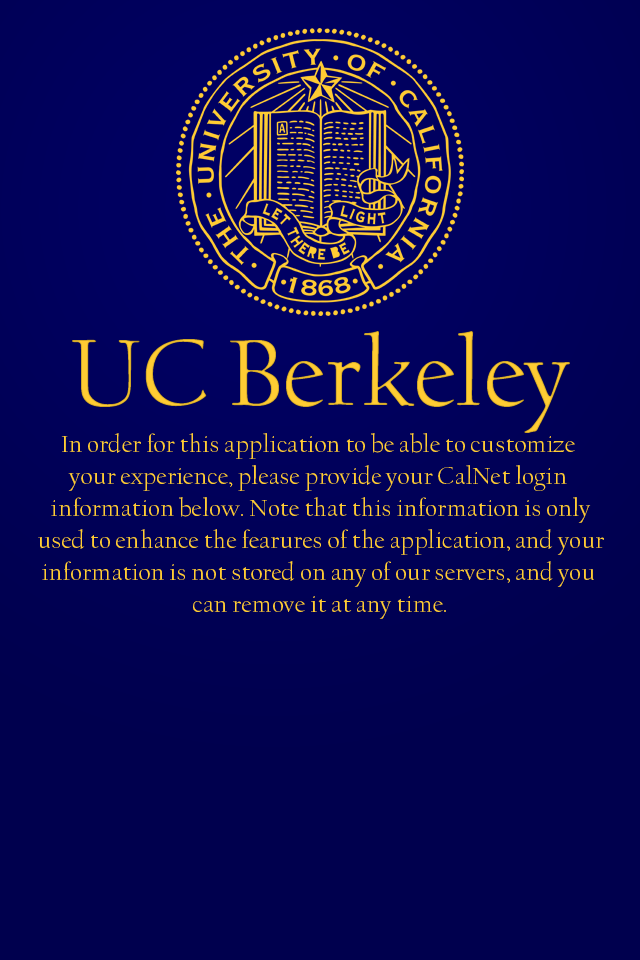 THE · UNIVERSITY · OF · CALIFORNIA
A
LET THERE BE LIGHT
· 1868 ·
UC Berkeley
In order for this application to be able to customize
your experience, please provide your CalNet login
information below. Note that this information is only
used to enhance the fearures of the application, and your
information is not stored on any of our servers, and you
can remove it at any time.